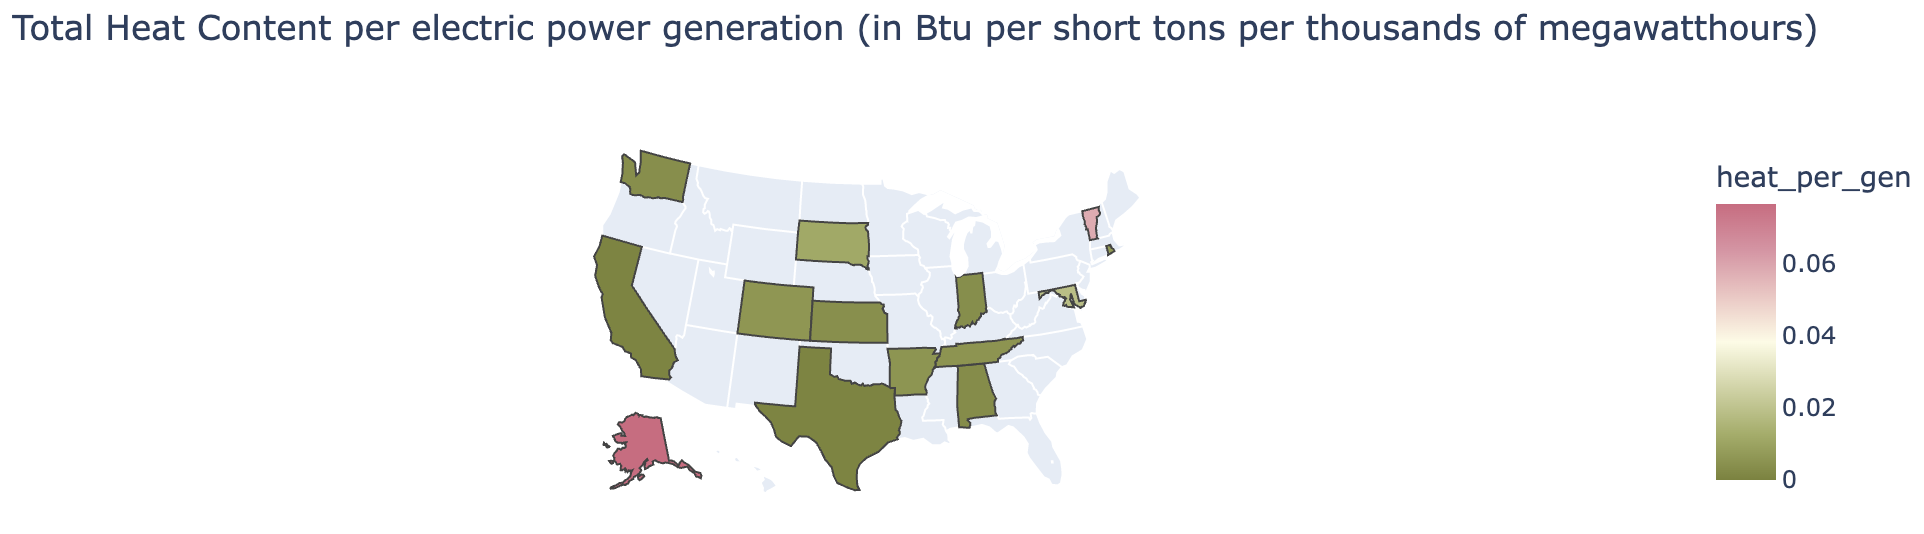 Total Heat Content per electric power generation (in Btu per short tons per thousands of megawatthours)
heat_per_gen
0.06
0.04
0.02
0